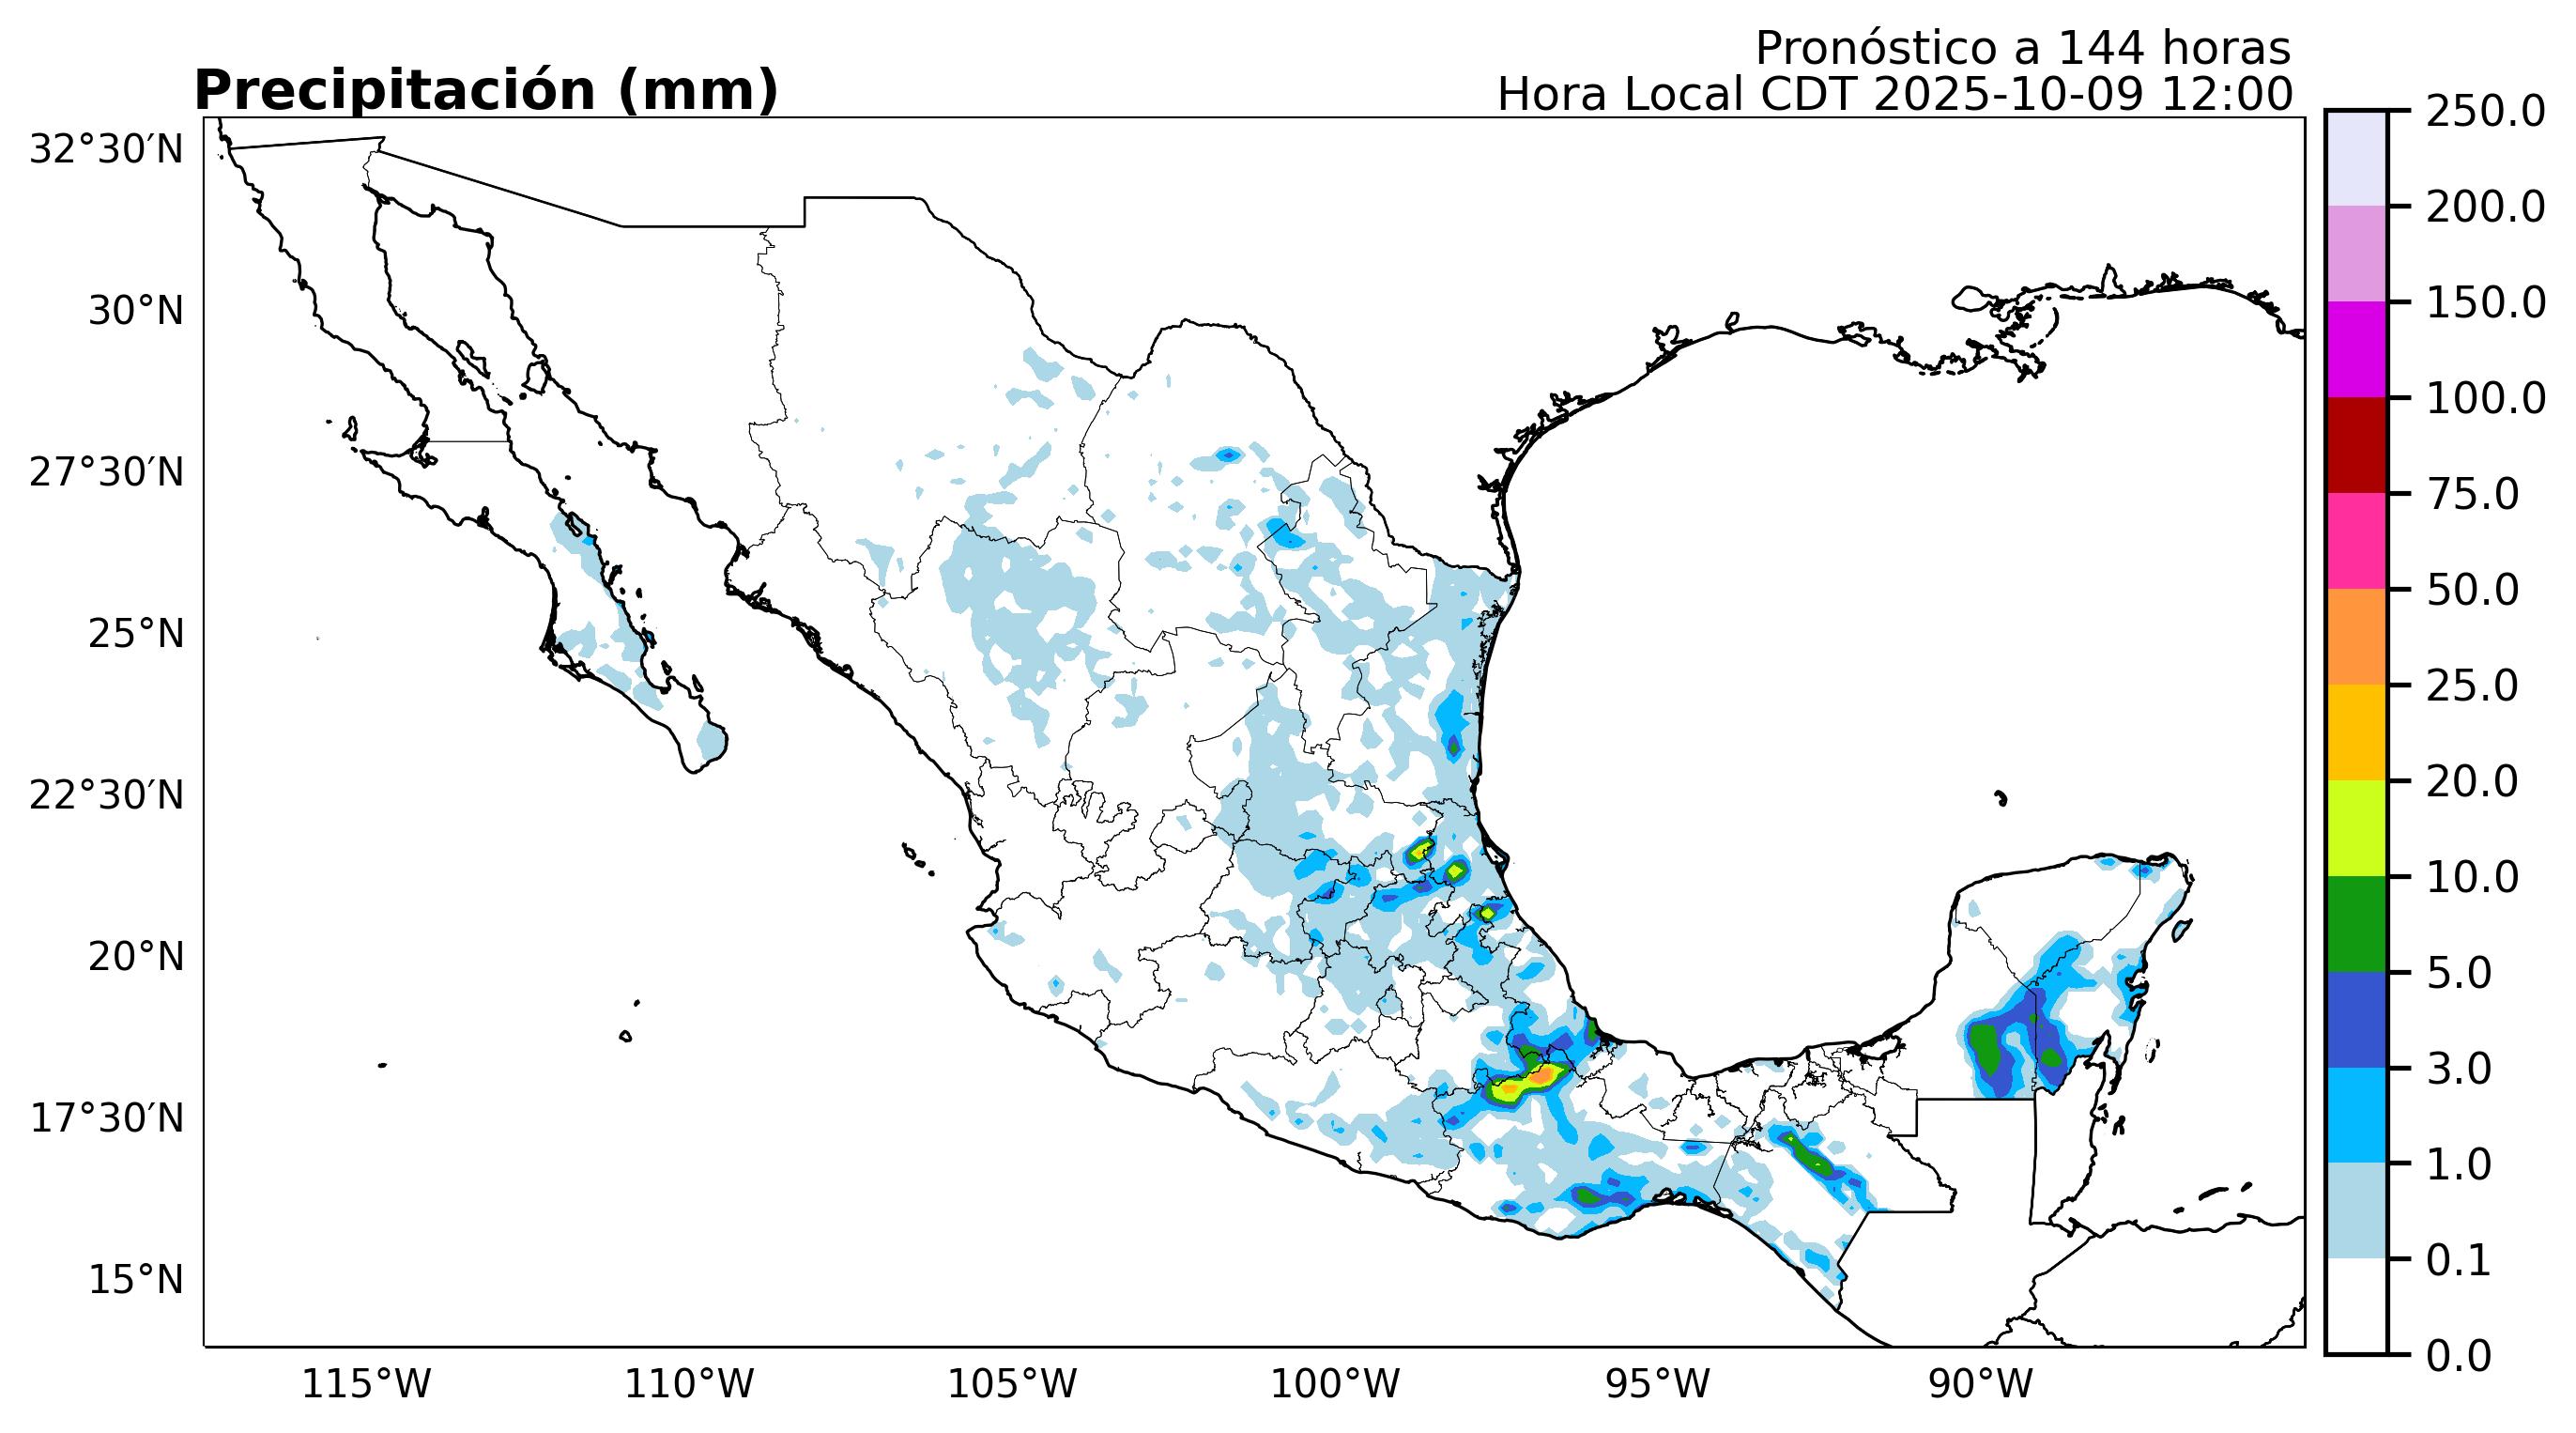 Pronóstico a 144 horas
Precipitación (mm)
Hora Local CDT 2025-10-09 12:00
32°30′N
30°N
27°30′N
25°N
22°30′N
20°N
17°30′N
15°N
115°W
110°W
105°W
100°W
95°W
90°W
250.0
200.0
150.0
100.0
75.0
50.0
25.0
20.0
10.0
5.0
3.0
1.0
0.1
0.0